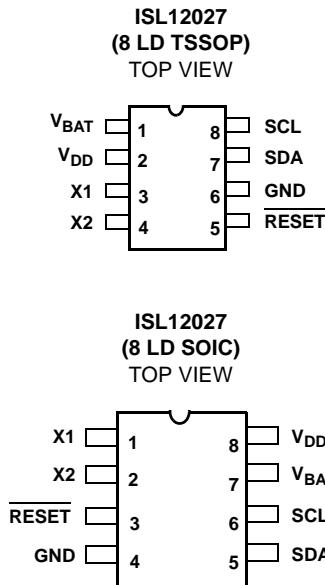 ISL12027
(8 LD TSSOP)
TOP VIEW
VBAT 1 8 SCL
VDD 2 7 SDA
X1 3 6 GND
X2 4 5 RESET
ISL12027
(8 LD SOIC)
TOP VIEW
X1 1 8 VDD
X2 2 7 VBA
RESET 3 6 SCL
GND 4 5 SDA